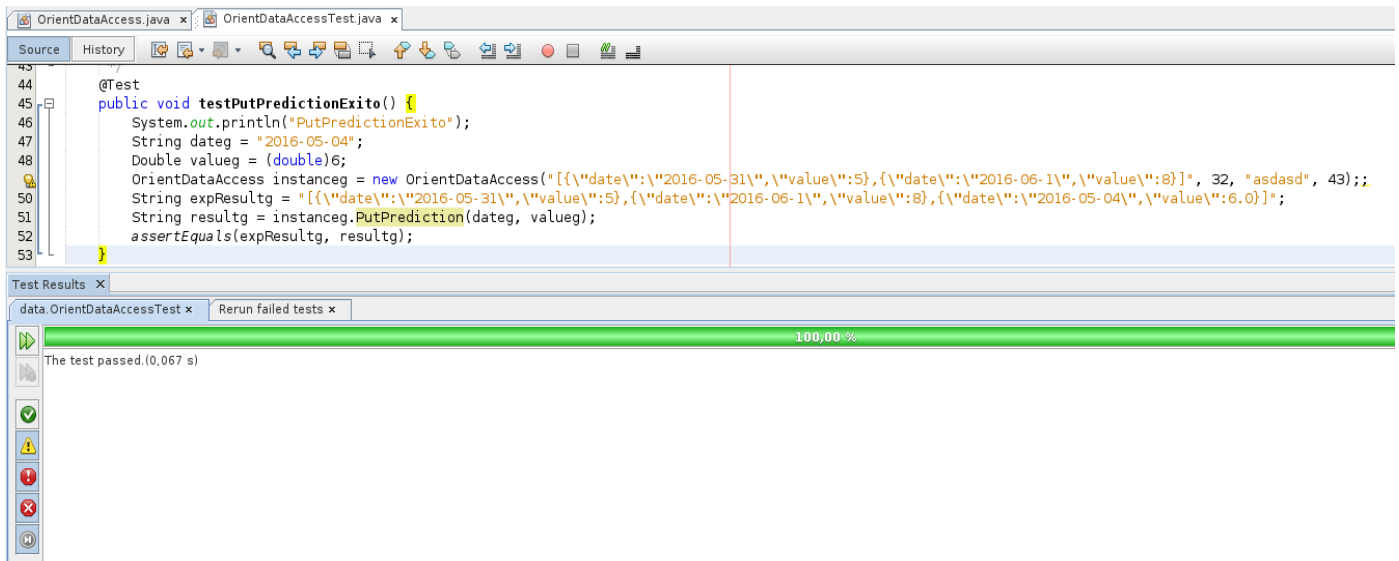 OrientDataAccess.java x OrientDataAccessTest.java x
Source History
43 */
44 @Test
45 public void testPutPredictionExito() {
46 System.out.println("PutPredictionExito");
47 String dateg = "2016-05-04";
48 Double valueg = (double)6;
OrientDataAccess instanceg = new OrientDataAccess("[{\"date\":\"2016-05-31\",\"value\":5},{\"date\":\"2016-06-1\",\"value\":8}]", 32, "asdasd", 43);;
50 String expResultg = "[{\"date\":\"2016-05-31\",\"value\":5},{\"date\":\"2016-06-1\",\"value\":8},{\"date\":\"2016-05-04\",\"value\":6.0}]";
51 String resultg = instanceg.PutPrediction(dateg, valueg);
52 assertEquals(expResultg, resultg);
53 }
Test Results X
data.OrientDataAccessTest x Rerun failed tests x
100,00 %
The test passed.(0,067 s)